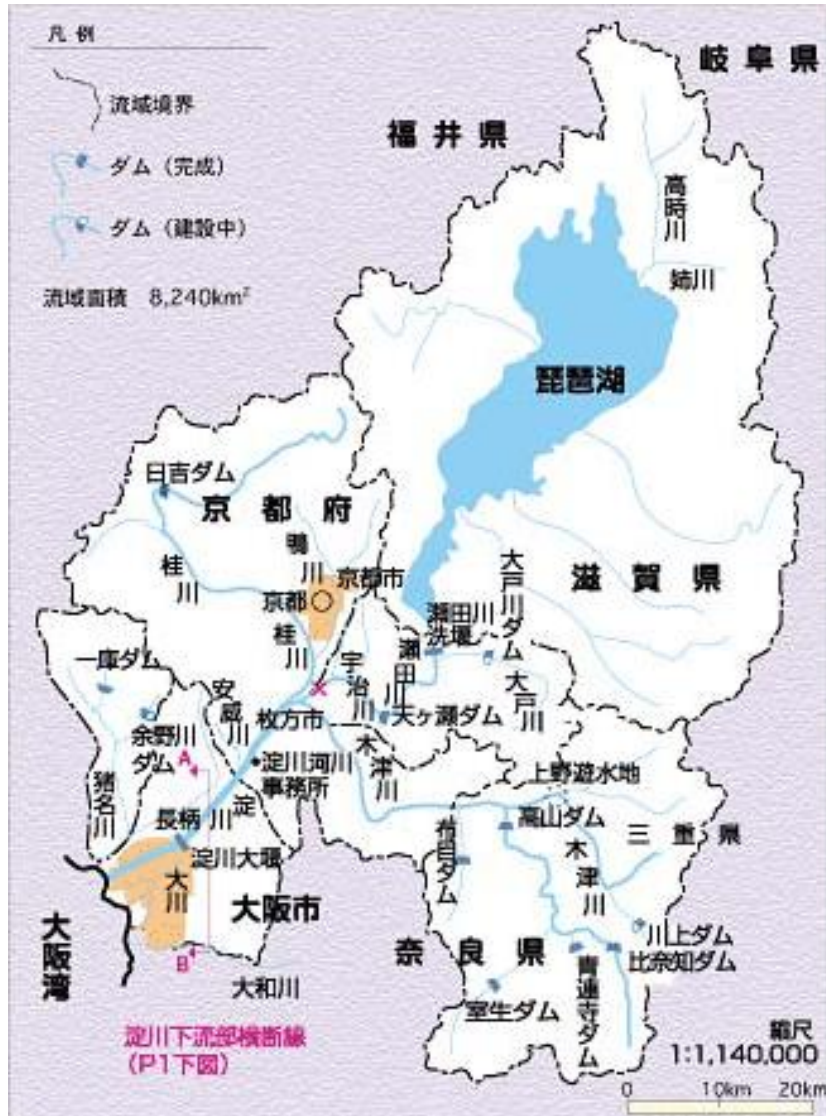 凡 例
流域境界
ダム（完成）
ダム（建設中）
流域面積 8,240km²
岐阜県
福井県
高時川
姉川
琵琶湖
日吉ダム
京都府
鴨川
京都市
京都
桂川
桂川
滋賀県
大戸川ダム
瀬田川
洗堰
瀬田川
大戸川
宇治川
天ヶ瀬ダム
一庫ダム
安威川
枚方市
余野川
ダム
A
淀川河川
事務所
木津川
猪名川
長柄
淀川
淀川大堰
大川
大阪市
大阪湾
B
大和川
上野遊水地
高山ダム
三重県
布目ダム
木津川
川上ダム
比奈知ダム
奈良県
青蓮寺ダム
室生ダム
淀川下流部横断線
（P1下図）
縮尺
1:1,140,000
0 10km 20km